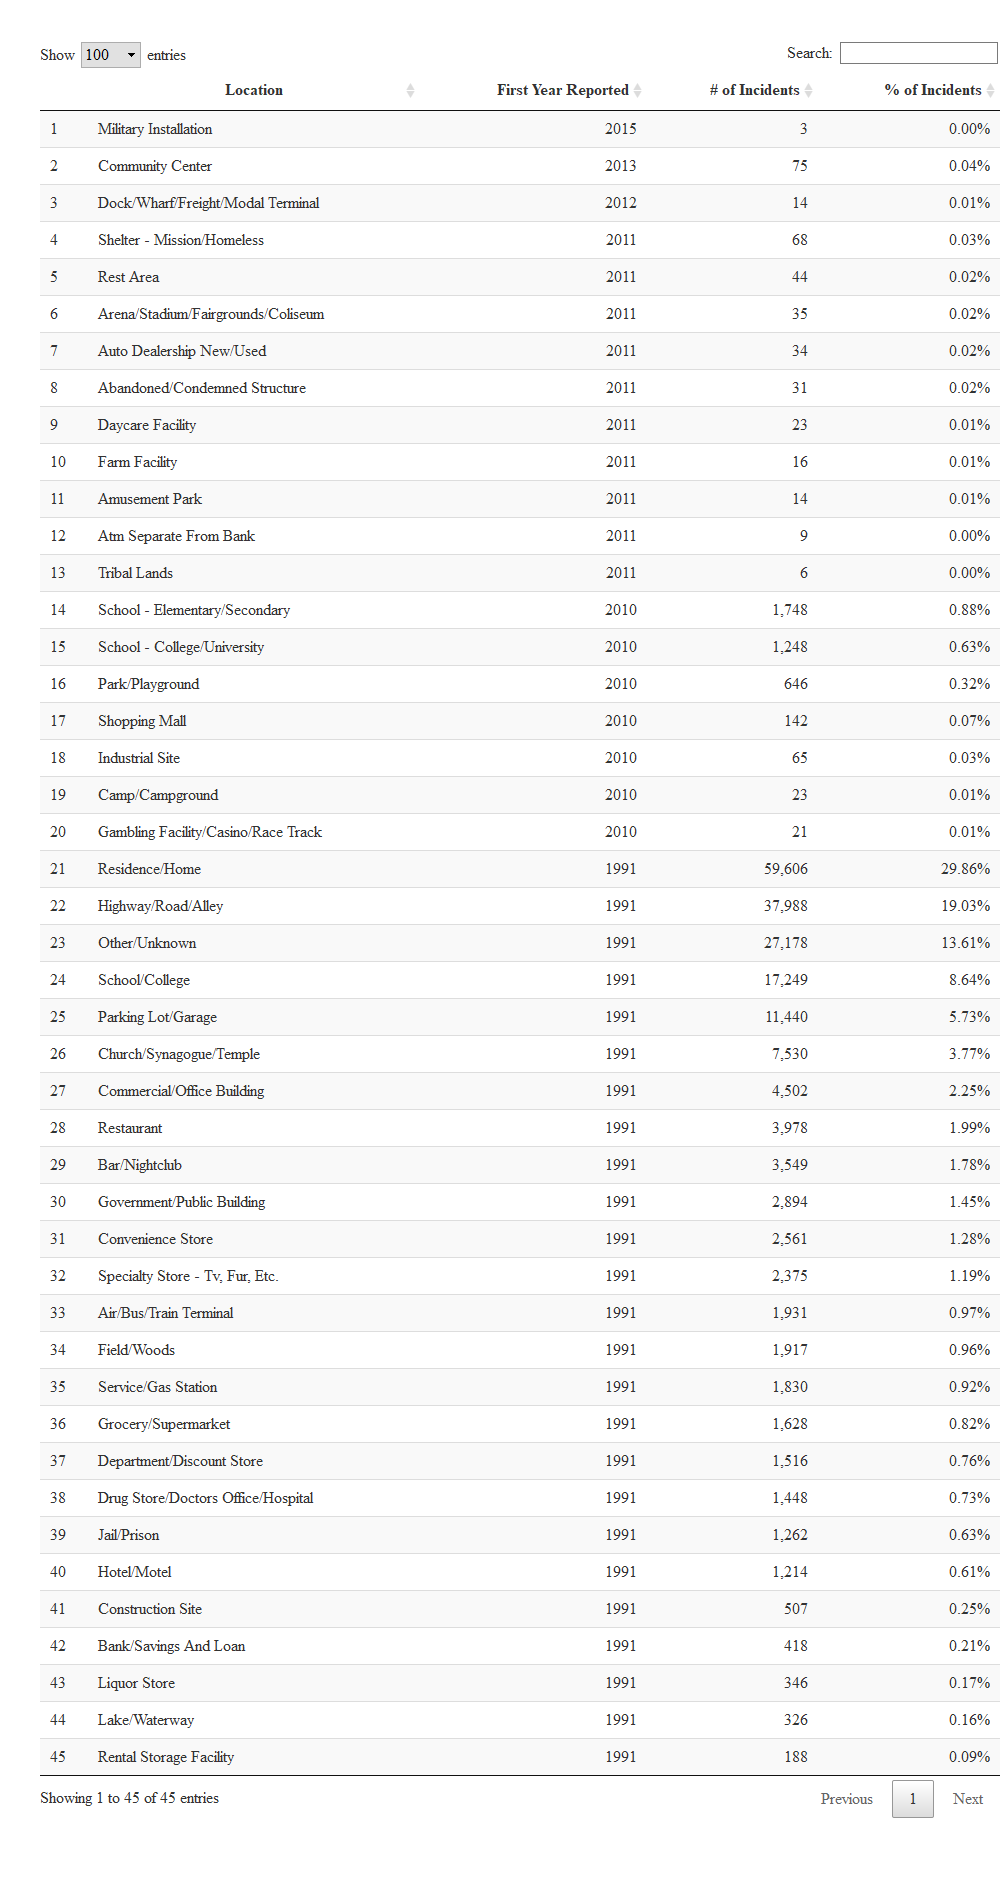 Show 100 entries Search:
Location First Year Reported # of Incidents % of Incidents
1 Military Installation 2015 3 0.00%
2 Community Center 2013 75 0.04%
3 Dock/Wharf/Freight/Modal Terminal 2012 14 0.01%
4 Shelter - Mission/Homeless 2011 68 0.03%
5 Rest Area 2011 44 0.02%
6 Arena/Stadium/Fairgrounds/Coliseum 2011 35 0.02%
7 Auto Dealership New/Used 2011 34 0.02%
8 Abandoned/Condemned Structure 2011 31 0.02%
9 Daycare Facility 2011 23 0.01%
10 Farm Facility 2011 16 0.01%
11 Amusement Park 2011 14 0.01%
12 Atm Separate From Bank 2011 9 0.00%
13 Tribal Lands 2011 6 0.00%
14 School - Elementary/Secondary 2010 1,748 0.88%
15 School - College/University 2010 1,248 0.63%
16 Park/Playground 2010 646 0.32%
17 Shopping Mall 2010 142 0.07%
18 Industrial Site 2010 65 0.03%
19 Camp/Campground 2010 23 0.01%
20 Gambling Facility/Casino/Race Track 2010 21 0.01%
21 Residence/Home 1991 59,606 29.86%
22 Highway/Road/Alley 1991 37,988 19.03%
23 Other/Unknown 1991 27,178 13.61%
24 School/College 1991 17,249 8.64%
25 Parking Lot/Garage 1991 11,440 5.73%
26 Church/Synagogue/Temple 1991 7,530 3.77%
27 Commercial/Office Building 1991 4,502 2.25%
28 Restaurant 1991 3,978 1.99%
29 Bar/Nightclub 1991 3,549 1.78%
30 Government/Public Building 1991 2,894 1.45%
31 Convenience Store 1991 2,561 1.28%
32 Specialty Store - Tv, Fur, Etc. 1991 2,375 1.19%
33 Air/Bus/Train Terminal 1991 1,931 0.97%
34 Field/Woods 1991 1,917 0.96%
35 Service/Gas Station 1991 1,830 0.92%
36 Grocery/Supermarket 1991 1,628 0.82%
37 Department/Discount Store 1991 1,516 0.76%
38 Drug Store/Doctors Office/Hospital 1991 1,448 0.73%
39 Jail/Prison 1991 1,262 0.63%
40 Hotel/Motel 1991 1,214 0.61%
41 Construction Site 1991 507 0.25%
42 Bank/Savings And Loan 1991 418 0.21%
43 Liquor Store 1991 346 0.17%
44 Lake/Waterway 1991 326 0.16%
45 Rental Storage Facility 1991 188 0.09%
Showing 1 to 45 of 45 entries Previous 1 Next